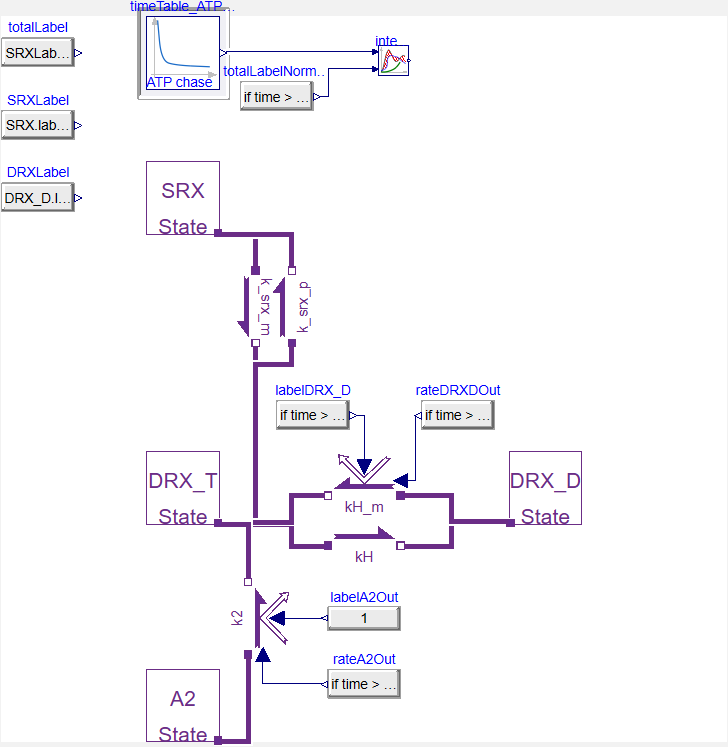 timeTable_ATP...
totalLabel
SRXLab...
ATP chase
inte
totalLabelNorm...
if time > ...
SRXLabel
SRX.lab...
DRXLabel
DRX_D.l...
SRX
State
k_srx_m
k_srx_p
labelDRX_D
if time > ...
rateDRXDOut
if time > ...
DRX_T
State
DRX_D
State
kH_m
kH
k2
labelA2Out
1
rateA2Out
if time > ...
A2
State